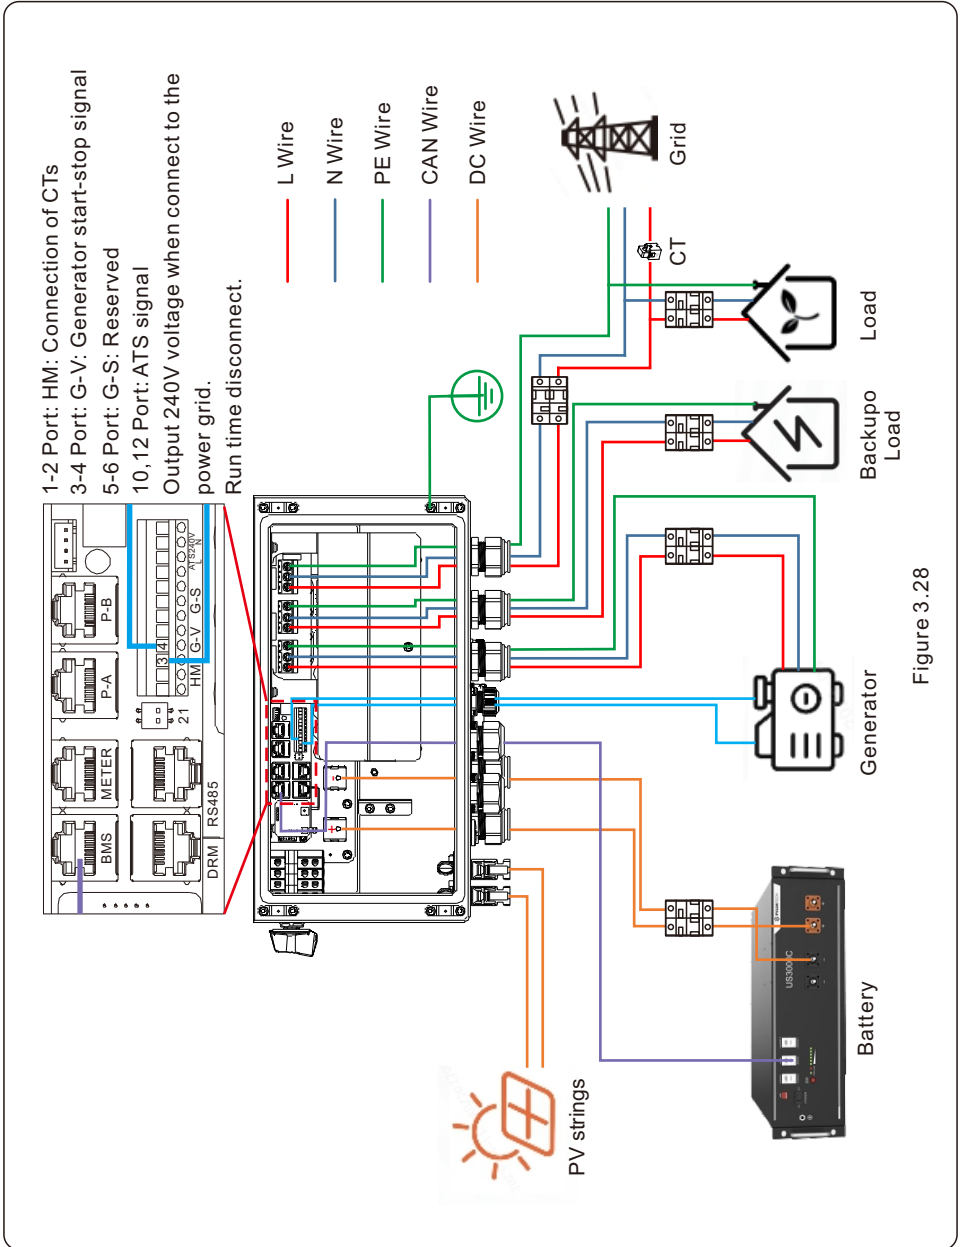 1-2 Port: HM: Connection of CTs
3-4 Port: G-V: Generator start-stop signal
5-6 Port: G-S: Reserved
10,12 Port: ATS signal
Output 240V voltage when connect to the
power grid.
Run time disconnect.
BMS
METER
P-A
P-B
DRM
RS485
21
3 4
HM
G-V
G-S
ATS240V
L
N
L Wire
N Wire
PE Wire
CAN Wire
DC Wire
Grid
CT
Load
Backupo
Load
Generator
Battery
US3000C
PV strings
Figure 3.28